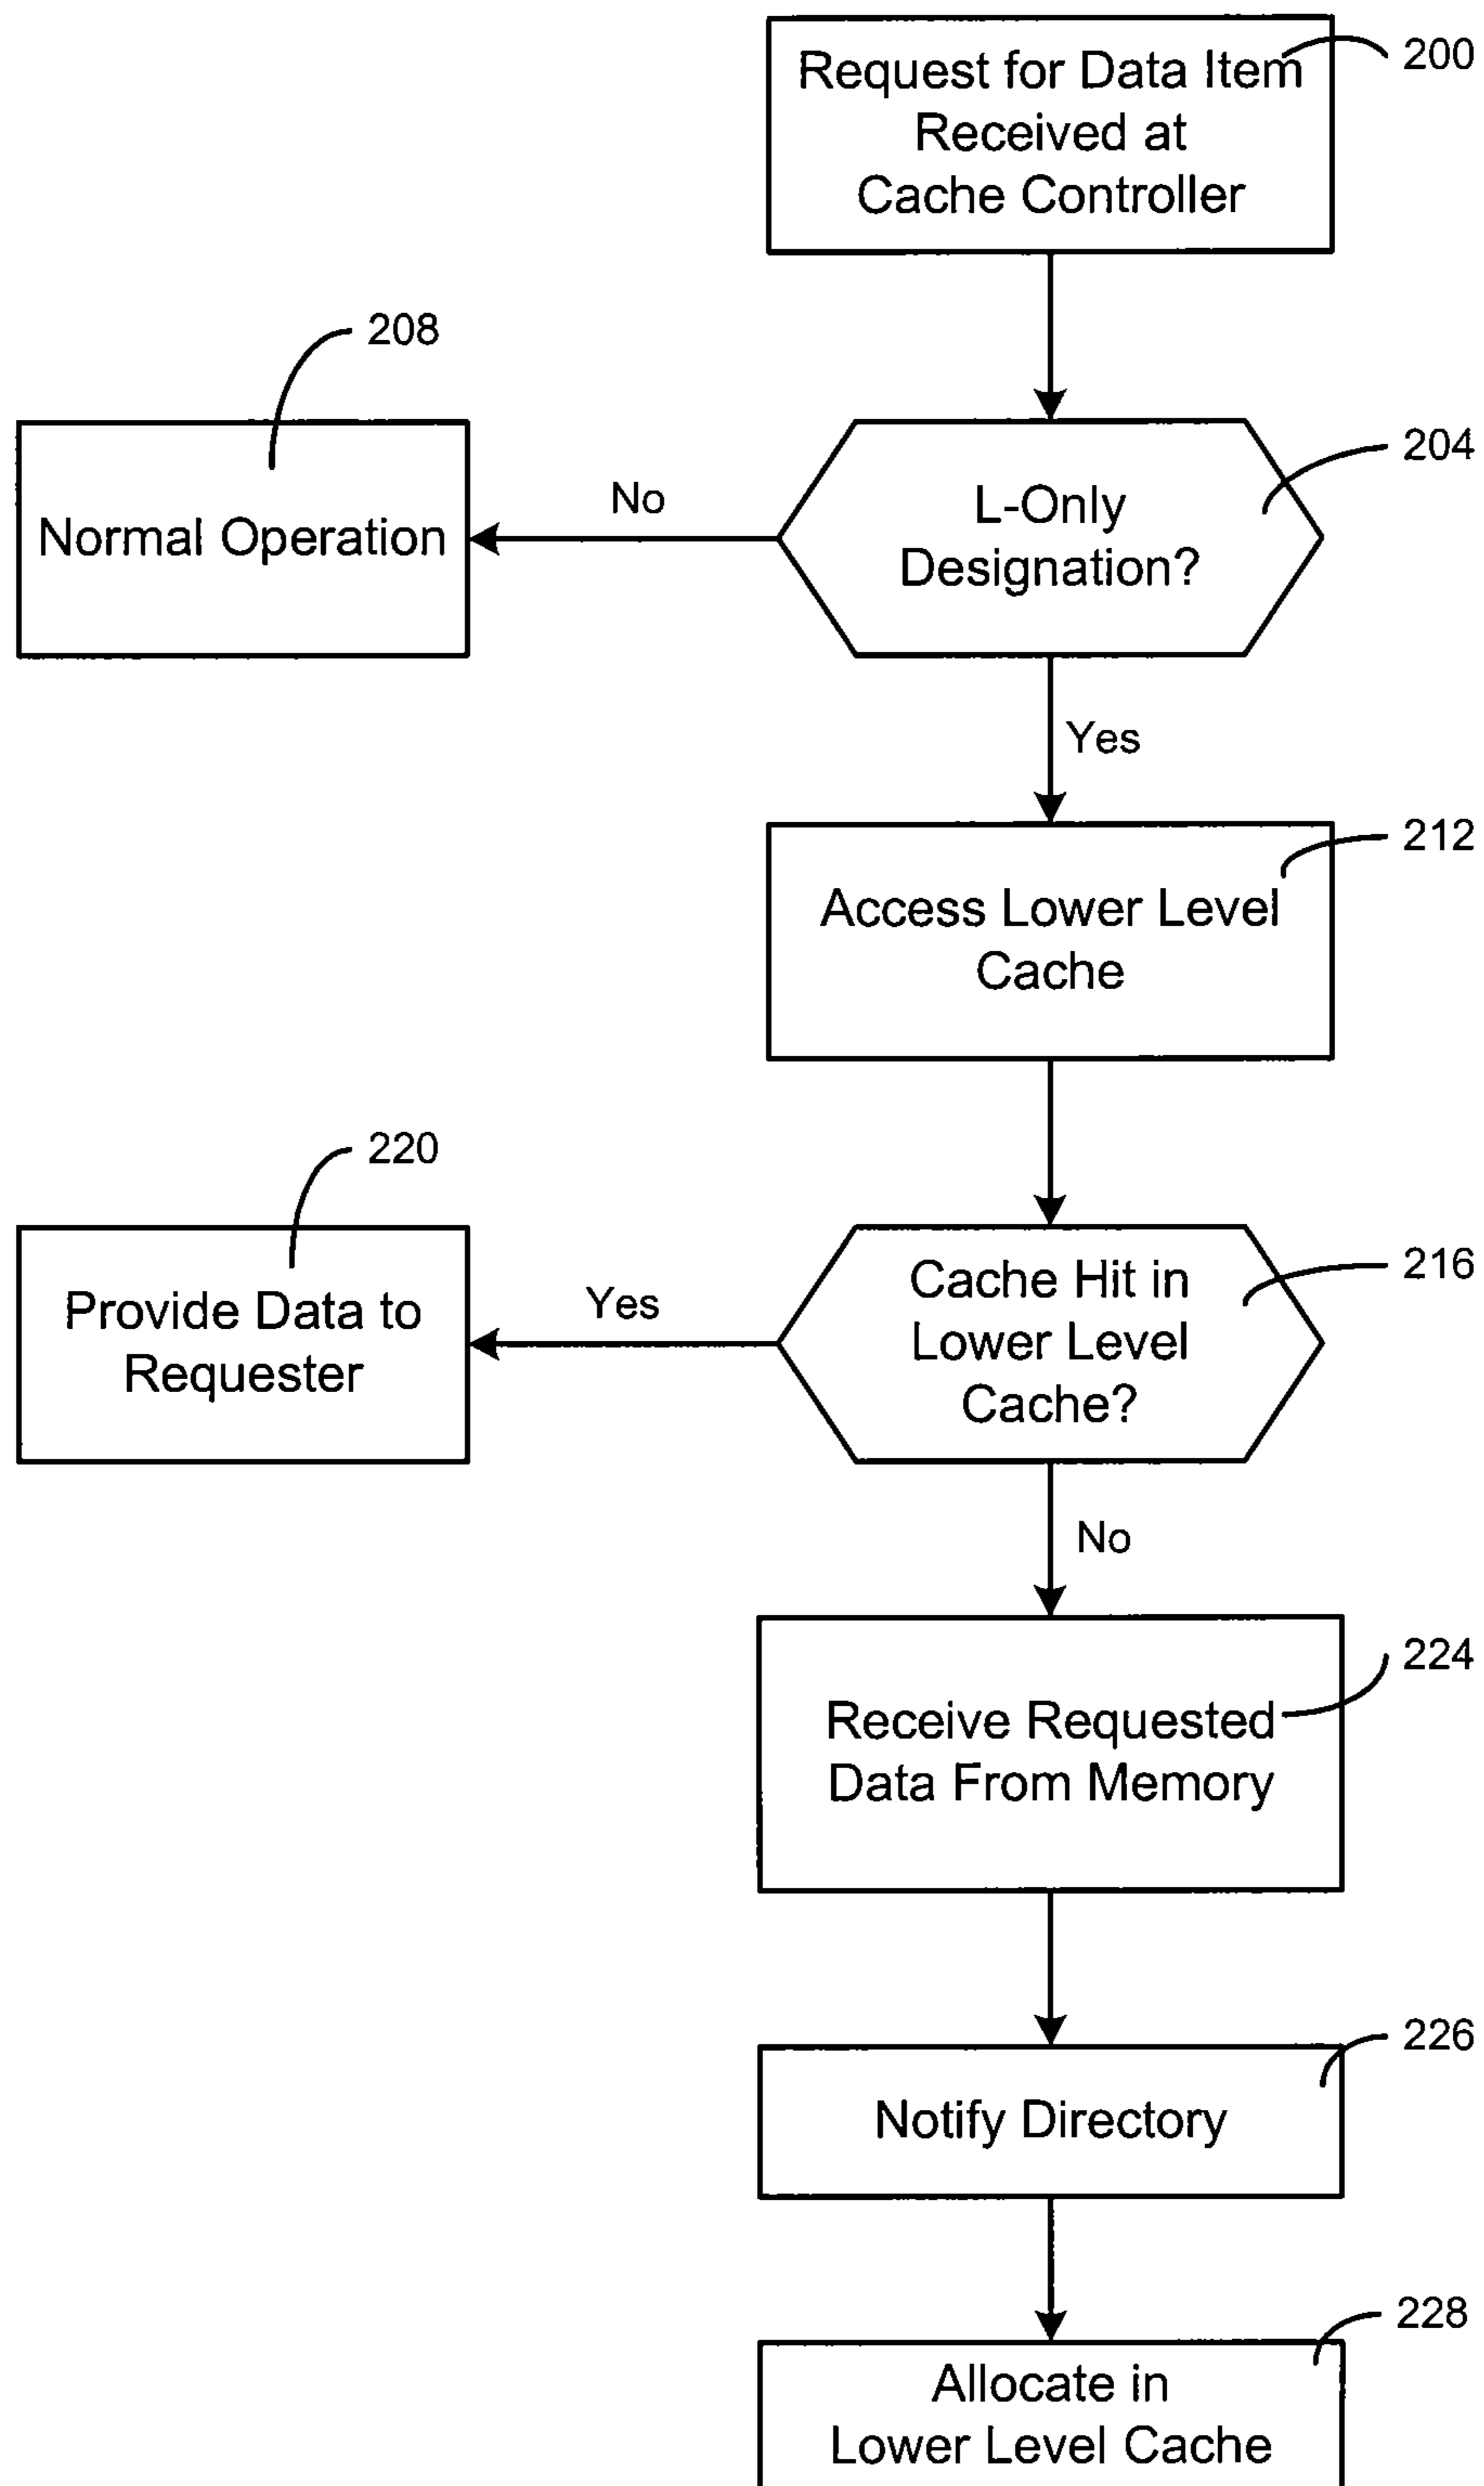 Request for Data Item
Received at
Cache Controller
200
208
204
Normal Operation
No
L-Only
Designation?
Yes
212
Access Lower Level
Cache
220
216
Provide Data to
Requester
Yes
Cache Hit in
Lower Level
Cache?
No
224
Receive Requested
Data From Memory
226
Notify Directory
228
Allocate in
Lower Level Cache